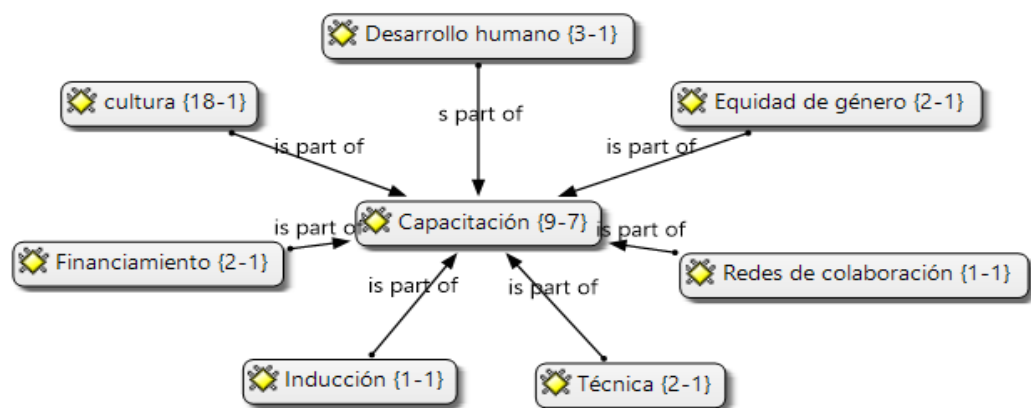 Desarrollo humano {3-1}
cultura {18-1}
Equidad de género {2-1}
s part of
is part of
is part of
Capacitación {9-7}
is part of
is part of
Financiamiento {2-1}
Redes de colaboración {1-1}
is part of
is part of
Inducción {1-1}
Técnica {2-1}